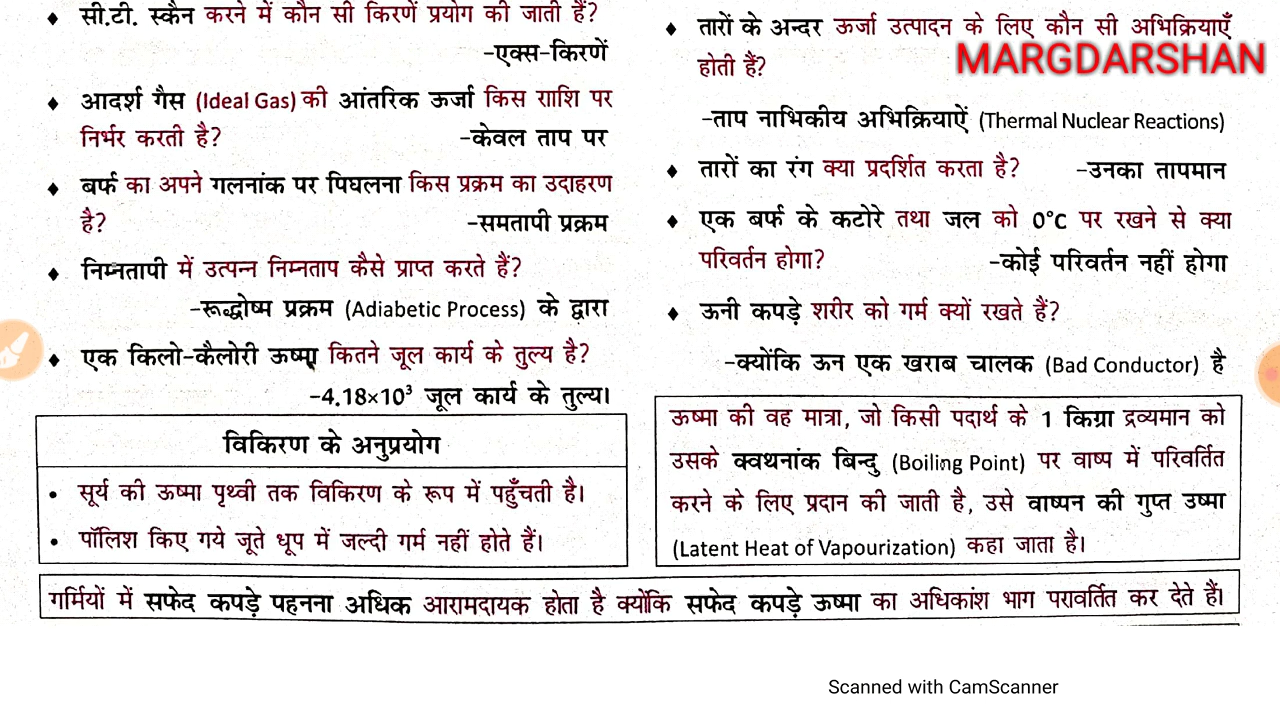 सी.टी. स्कैन करने में कौन सी किरणें प्रयोग की जाती हैं?
-एक्स-किरणें
आदर्श गैस (Ideal Gas) की आंतरिक ऊर्जा किस रााशि पर
निर्भर करती है? -केवल ताप पर
बर्फ का अपने गलनांक पर पिघलना किस प्रक्रम का उदाहरण
है? -समतापी प्रक्रम
निम्नतापी में उत्पन्न निम्नताप कैसे प्राप्त करते हैं?
-रूद्धोष्म प्रक्रम (Adiabetic Process) के द्वारा
एक किलो-कैलोरी ऊष्मा कितने जूल कार्य के तुल्य है?
-4.18×10³ जूल कार्य के तुल्य।
विकिरण के अनुप्रयोग
• सूर्य की ऊष्मा पृथ्वी तक विकिरण के रूप में पहुँचती है।
• पॉलिश किए गये जूते धूप में जल्दी गर्म नहीं होते हैं।
तारों के अन्दर ऊर्जा उत्पादन के लिए कौन सी अभिक्रियाएँ
होती हैं?
MARGDARSHAN
-ताप नाभिकीय अभिक्रियाऐं (Thermal Nuclear Reactions)
तारों का रंग क्या प्रदर्शित करता है? -उनका तापमान
एक बर्फ के कटोरे तथा जल को 0°C पर रखने से क्या
परिवर्तन होगा? -कोई परिवर्तन नहीं होगा
ऊनी कपड़े शरीर को गर्म क्यों रखते हैं?
-क्योंकि ऊन एक खराब चालक (Bad Conductor) है
ऊष्मा की वह मात्रा, जो किसी पदार्थ के 1 किग्रा द्रव्यमान को
उसके क्वथनांक बिन्दु (Boiling Point) पर वाष्प में परिवर्तित
करने के लिए प्रदान की जाती है, उसे वाष्पन की गुप्त उष्मा
(Latent Heat of Vapourization) कहा जाता है।
गर्मियों में सफेद कपड़े पहनना अधिक आरामदायक होता है क्योंकि सफेद कपड़े ऊष्मा का अधिकांश भाग परावर्तित कर देते हैं।
Scanned with CamScanner